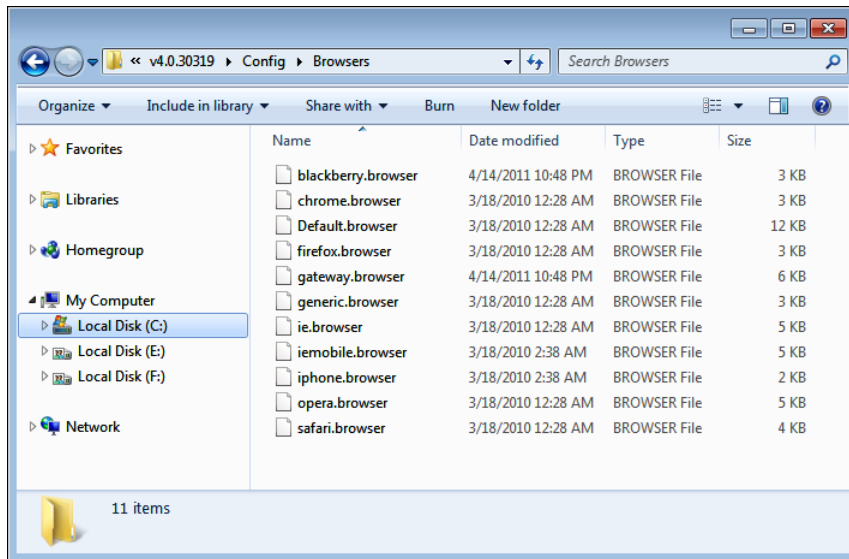 « v4.0.30319 Config Browsers Search Browsers
Organize Include in library Share with Burn New folder
Favorites
Libraries
Homegroup
My Computer
Local Disk (C:)
Local Disk (E:)
Local Disk (F:)
Network
Name Date modified Type Size
blackberry.browser 4/14/2011 10:48 PM BROWSER File 3 KB
chrome.browser 3/18/2010 12:28 AM BROWSER File 3 KB
Default.browser 3/18/2010 12:28 AM BROWSER File 12 KB
firefox.browser 3/18/2010 12:28 AM BROWSER File 3 KB
gateway.browser 4/14/2011 10:48 PM BROWSER File 6 KB
generic.browser 3/18/2010 12:28 AM BROWSER File 3 KB
ie.browser 3/18/2010 12:28 AM BROWSER File 5 KB
iemobile.browser 3/18/2010 2:38 AM BROWSER File 5 KB
iphone.browser 3/18/2010 2:38 AM BROWSER File 2 KB
opera.browser 3/18/2010 12:28 AM BROWSER File 5 KB
safari.browser 3/18/2010 12:28 AM BROWSER File 4 KB
11 items